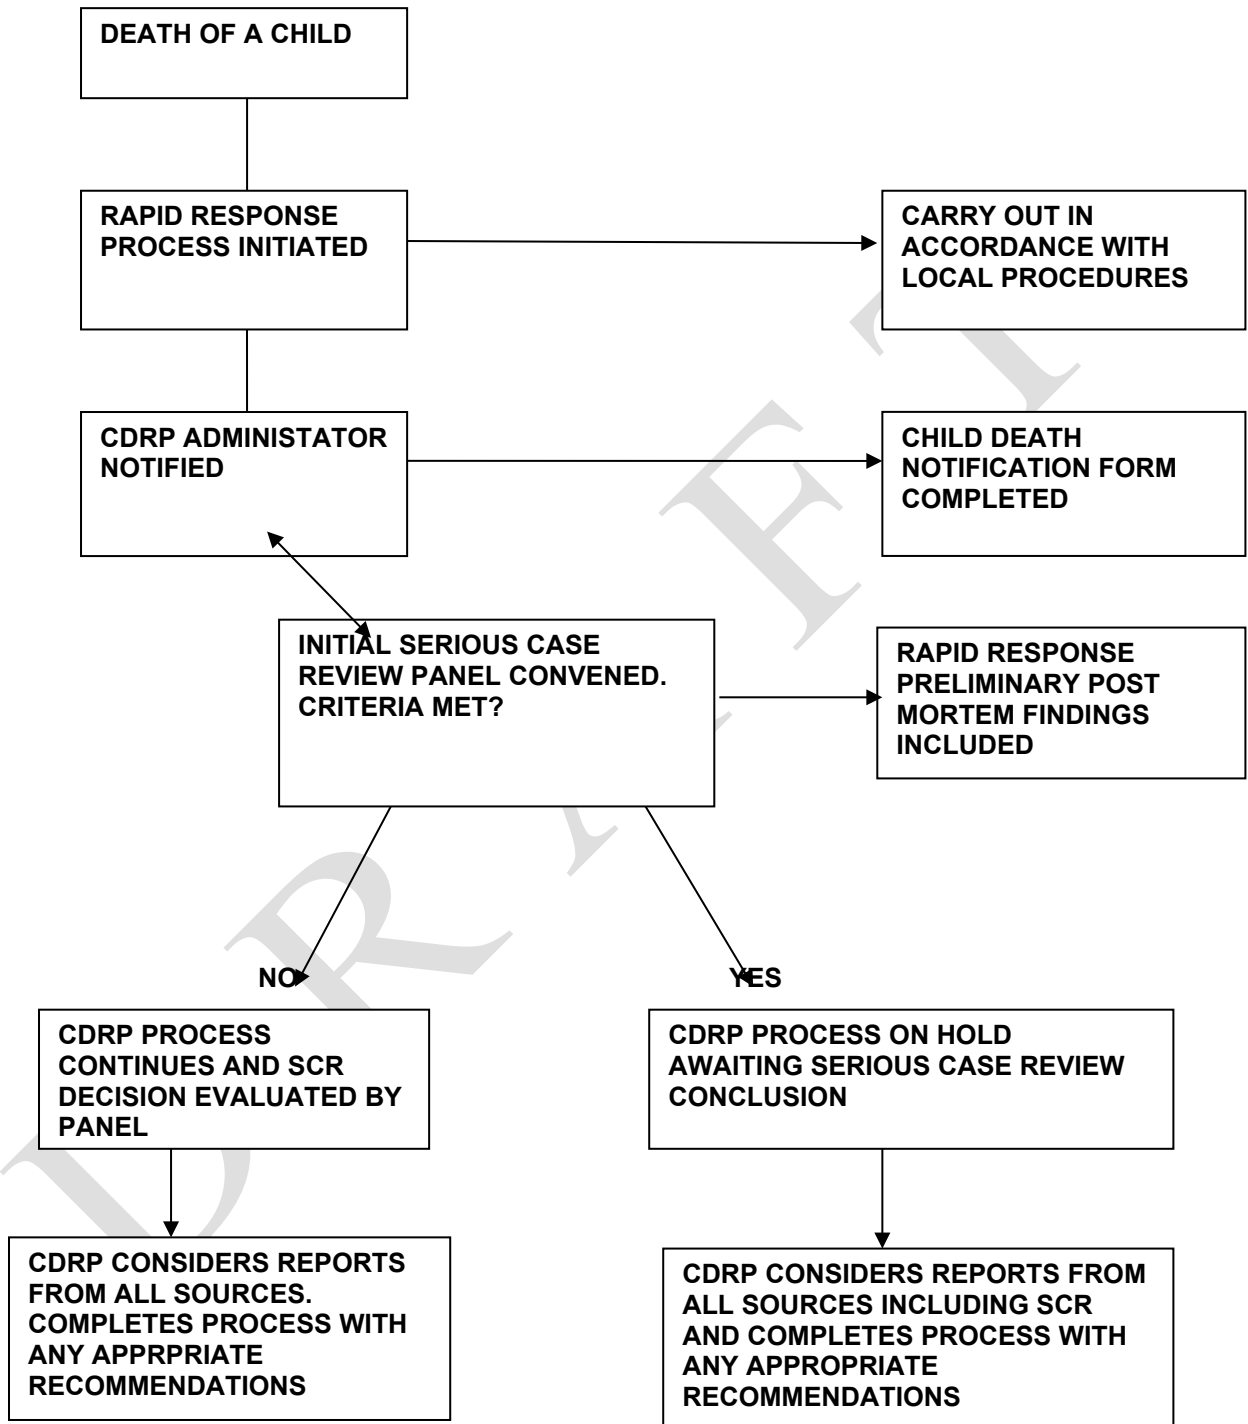 DEATH OF A CHILD
RAPID RESPONSE
PROCESS INITIATED
CARRY OUT IN
ACCORDANCE WITH
LOCAL PROCEDURES
CDRP ADMINISTATOR
NOTIFIED
CHILD DEATH
NOTIFICATION FORM
COMPLETED
INITIAL SERIOUS CASE
REVIEW PANEL CONVENED.
CRITERIA MET?
RAPID RESPONSE
PRELIMINARY POST
MORTEM FINDINGS
INCLUDED
NO
YES
CDRP PROCESS
CONTINUES AND SCR
DECISION EVALUATED BY
PANEL
CDRP PROCESS ON HOLD
AWAITING SERIOUS CASE REVIEW
CONCLUSION
CDRP CONSIDERS REPORTS
FROM ALL SOURCES.
COMPLETES PROCESS WITH
ANY APPRPRIATE
RECOMMENDATIONS
CDRP CONSIDERS REPORTS FROM
ALL SOURCES INCLUDING SCR
AND COMPLETES PROCESS WITH
ANY APPROPRIATE
RECOMMENDATIONS
DRAFT